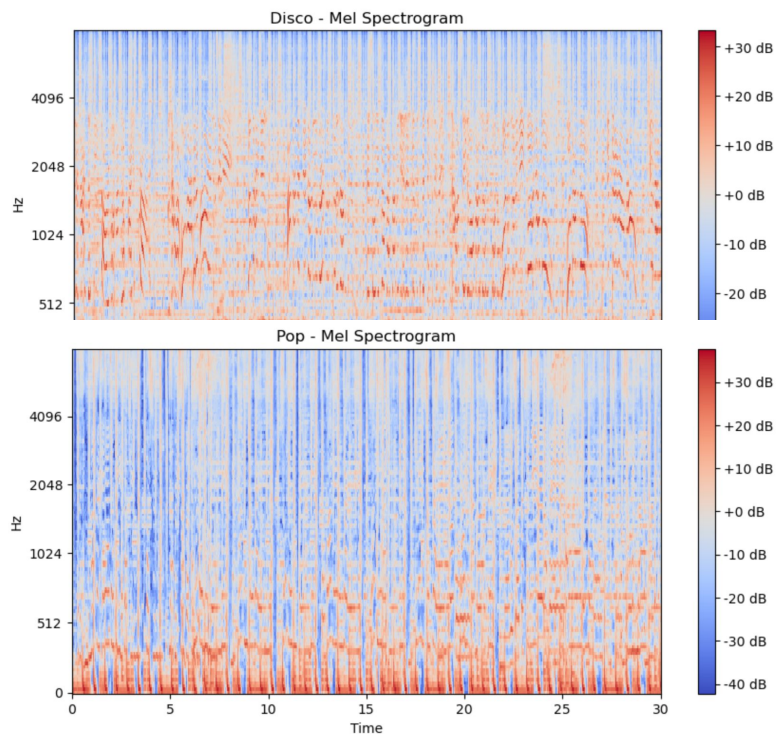 Disco - Mel Spectrogram
4096
2048
1024
512
Hz
+30 dB
+20 dB
+10 dB
+0 dB
-10 dB
-20 dB
Pop - Mel Spectrogram
4096
2048
1024
512
0
Hz
0 5 10 15 20 25 30
Time
+30 dB
+20 dB
+10 dB
+0 dB
-10 dB
-20 dB
-30 dB
-40 dB